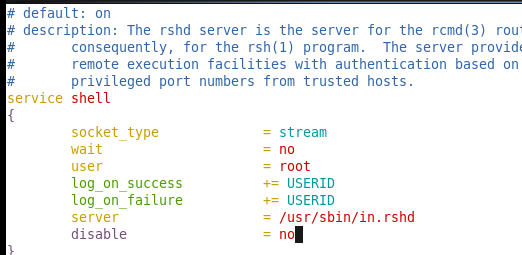 # default: on
# description: The rshd server is the server for the rcmd(3) rou
#       consequently, for the rsh(1) program.  The server provide
#       remote execution facilities with authentication based on
#       privileged port numbers from trusted hosts.
service shell
{
        socket_type             = stream
        wait                    = no
        user                    = root
        log_on_success          += USERID
        log_on_failure          += USERID
        server                  = /usr/sbin/in.rshd
        disable                 = no
}